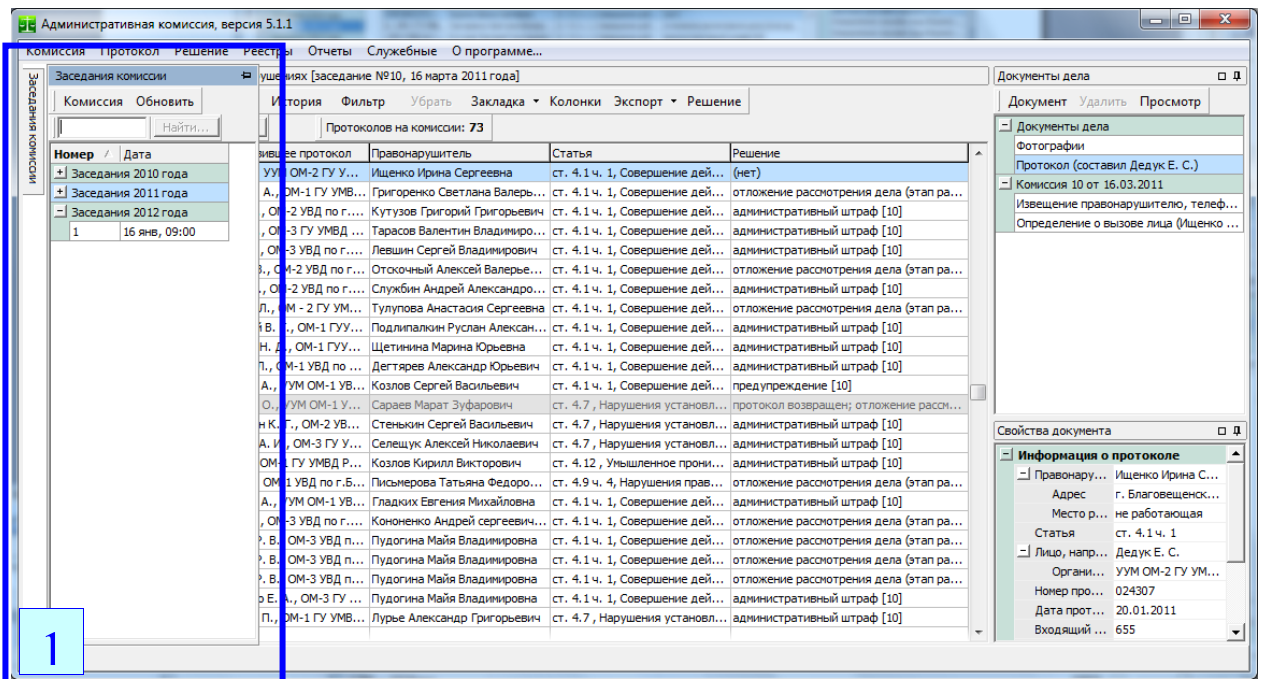 Административная комиссия, версия 5.1.1
Комиссия Протокол Решение Реестры Отчеты Служебные О программе...
Заседания комиссии
Заседания комиссии
Комиссия Обновить
Найти...
Номер / Дата
Заседания 2010 года
Заседания 2011 года
Заседания 2012 года
1 16 янв, 09:00
1
ушениях [заседание №10, 16 марта 2011 года]
История Фильтр Убрать Закладка Колонки Экспорт Решение
Протоколов на комиссии: 73
вившее протокол Правонарушитель Статья Решение
УУМ ОМ-2 ГУ У... Ищенко Ирина Сергеевна ст. 4.1 ч. 1, Совершение дей... (нет)
А., ОМ-1 ГУ УМВ... Григоренко Светлана Валерь... ст. 4.1 ч. 1, Совершение дей... отложение рассмотрения дела (этап ра...
, ОМ-2 УВД по г.... Кутузов Григорий Григорьевич ст. 4.1 ч. 1, Совершение дей... административный штраф [10]
, ОМ-3 ГУ УМВД ... Тарасов Валентин Владимиро... ст. 4.1 ч. 1, Совершение дей... административный штраф [10]
, ОМ-3 УВД по г.... Левшин Сергей Владимирович ст. 4.1 ч. 1, Совершение дей... административный штраф [10]
В., ОМ-2 УВД по г... Отскочный Алексей Валерье... ст. 4.1 ч. 1, Совершение дей... отложение рассмотрения дела (этап ра...
., ОМ-2 УВД по г.... Службин Андрей Александро... ст. 4.1 ч. 1, Совершение дей... административный штраф [10]
Л., ОМ - 2 ГУ УМ... Тулупова Анастасия Сергеевна ст. 4.1 ч. 1, Совершение дей... отложение рассмотрения дела (этап ра...
й В. ., ОМ-1 ГУУ... Подлипалкин Руслан Алексан... ст. 4.1 ч. 1, Совершение дей... административный штраф [10]
Н. Д., ОМ-1 ГУУ... Щетинина Марина Юрьевна ст. 4.1 ч. 1, Совершение дей... административный штраф [10]
П., ОМ-1 УВД по ... Дегтярев Александр Юрьевич ст. 4.1 ч. 1, Совершение дей... административный штраф [10]
А., УУМ ОМ-1 УВ... Козлов Сергей Васильевич ст. 4.1 ч. 1, Совершение дей... предупреждение [10]
О., УУМ ОМ-1 У... Сараев Марат Зуфарович ст. 4.7 , Нарушения установл... протокол возвращен; отложение рассм...
н К. Г., ОМ-2 УВ... Стенькин Сергей Васильевич ст. 4.7 , Нарушения установл... административный штраф [10]
А. И., ОМ-3 ГУ У... Селещук Алексей Николаевич ст. 4.7 , Нарушения установл... административный штраф [10]
ОМ-1 ГУ УМВД Р... Козлов Кирилл Викторович ст. 4.12 , Умышленное прони... административный штраф [10]
ОМ-1 УВД по г.Б... Письмерова Татьяна Федоро... ст. 4.9 ч. 4, Нарушения прав... отложение рассмотрения дела (этап ра...
А., УУМ ОМ-1 УВ... Гладких Евгения Михайловна ст. 4.1 ч. 1, Совершение дей... административный штраф [10]
, ОМ-3 УВД по г.... Кононенко Андрей сергеевич... ст. 4.1 ч. 1, Совершение дей... отложение рассмотрения дела (этап ра...
Р. В., ОМ-3 УВД п... Пудогина Майя Владимировна ст. 4.1 ч. 1, Совершение дей... отложение рассмотрения дела (этап ра...
Р. В., ОМ-3 УВД п... Пудогина Майя Владимировна ст. 4.1 ч. 1, Совершение дей... отложение рассмотрения дела (этап ра...
Р. В., ОМ-3 УВД п... Пудогина Майя Владимировна ст. 4.1 ч. 1, Совершение дей... отложение рассмотрения дела (этап ра...
о Е. А., ОМ-3 ГУ ... Пудогина Майя Владимировна ст. 4.1 ч. 1, Совершение дей... административный штраф [10]
П., ОМ-1 ГУ УМВ... Лурье Александр Григорьевич ст. 4.7 , Нарушения установл... административный штраф [10]
Документы дела
Документ Удалить Просмотр
Документы дела
Фотографии
Протокол (составил Дедук Е. С.)
Комиссия 10 от 16.03.2011
Извещение правонарушителю, телеф...
Определение о вызове лица (Ищенко ...
Свойства документа
Информация о протоколе
Правонару... Ищенко Ирина С...
Адрес г. Благовещенск...
Место р... не работающая
Статья ст. 4.1 ч. 1
Лицо, напр... Дедук Е. С.
Органи... УУМ ОМ-2 ГУ УМ...
Номер про... 024307
Дата прот... 20.01.2011
Входящий ... 655